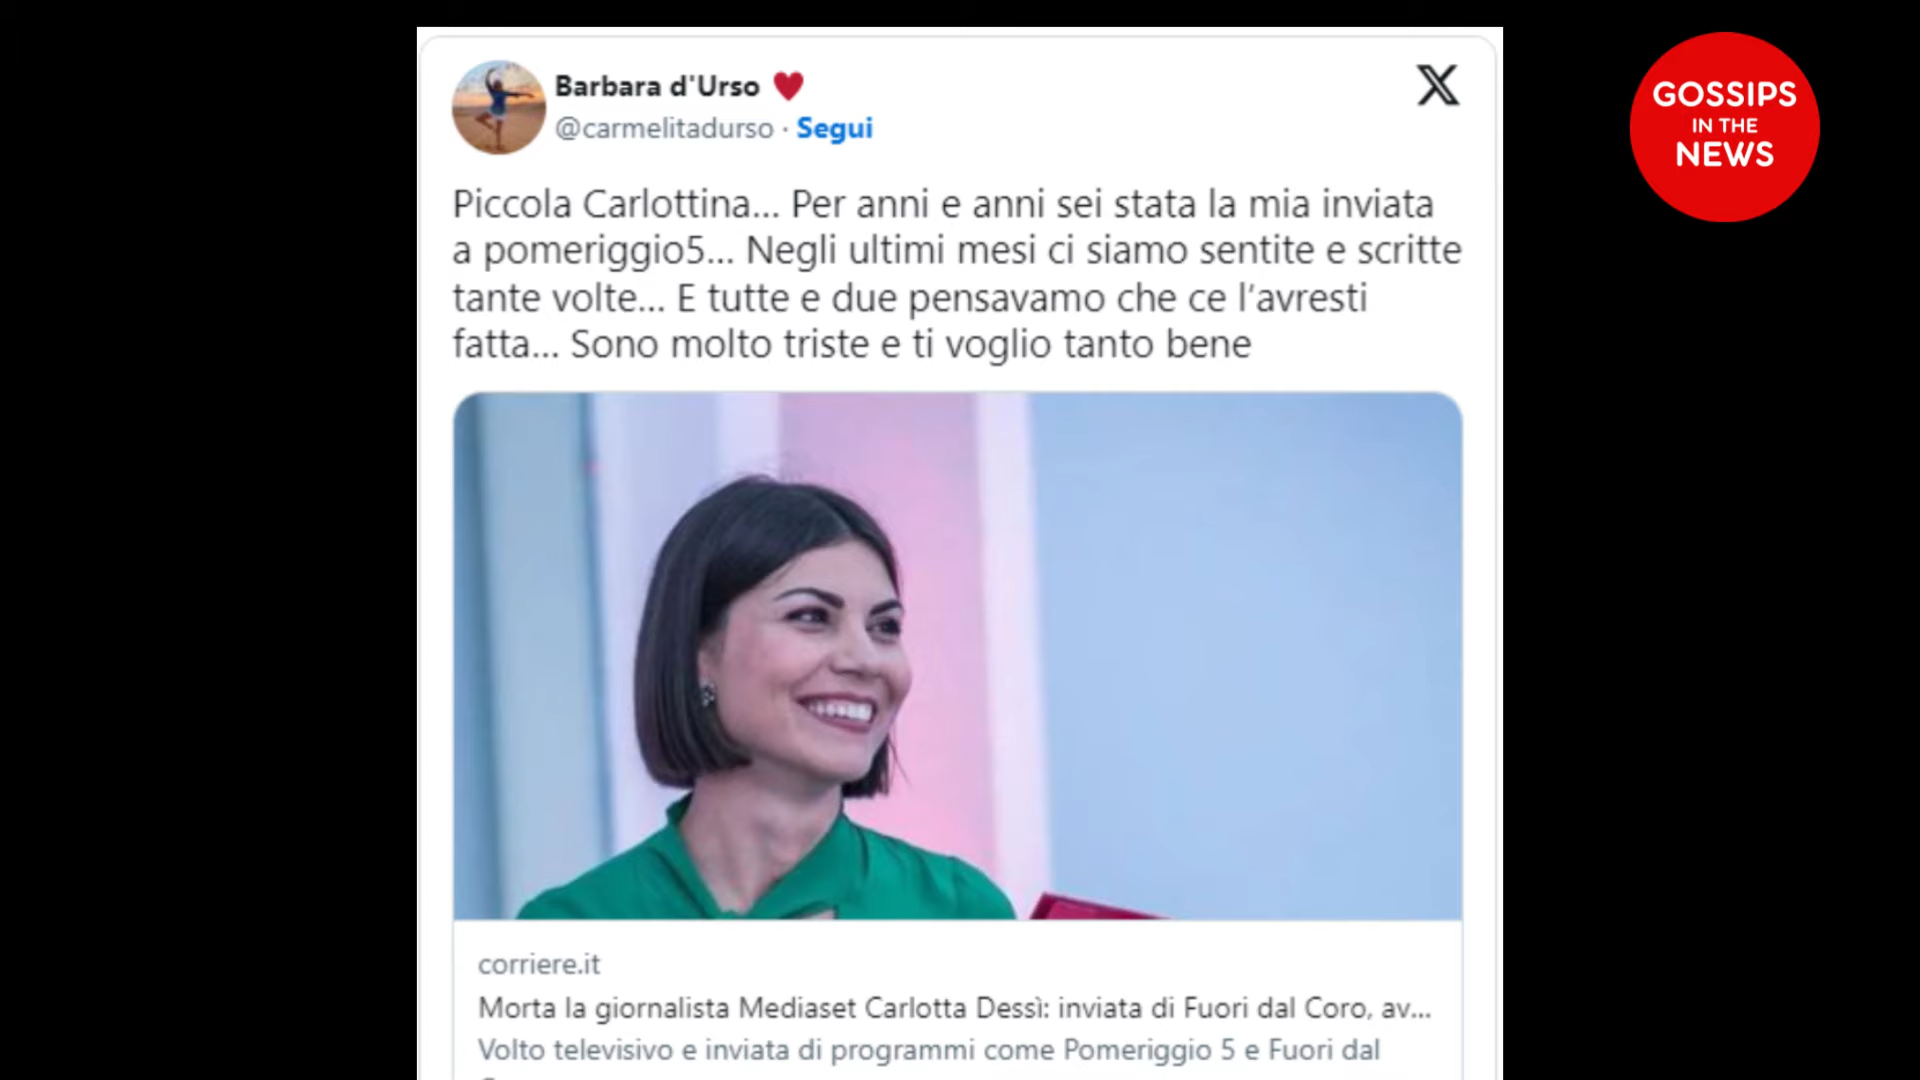 Barbara d'Urso ❤
@carmelitadurso · Segui
X
GOSSIPS
IN THE
NEWS
Piccola Carlottina... Per anni e anni sei stata la mia inviata
a pomeriggio5... Negli ultimi mesi ci siamo sentite e scritte
tante volte... E tutte e due pensavamo che ce l’avresti
fatta... Sono molto triste e ti voglio tanto bene
corriere.it
Morta la giornalista Mediaset Carlotta Dessì: inviata di Fuori dal Coro, av...
Volto televisivo e inviata di programmi come Pomeriggio 5 e Fuori dal